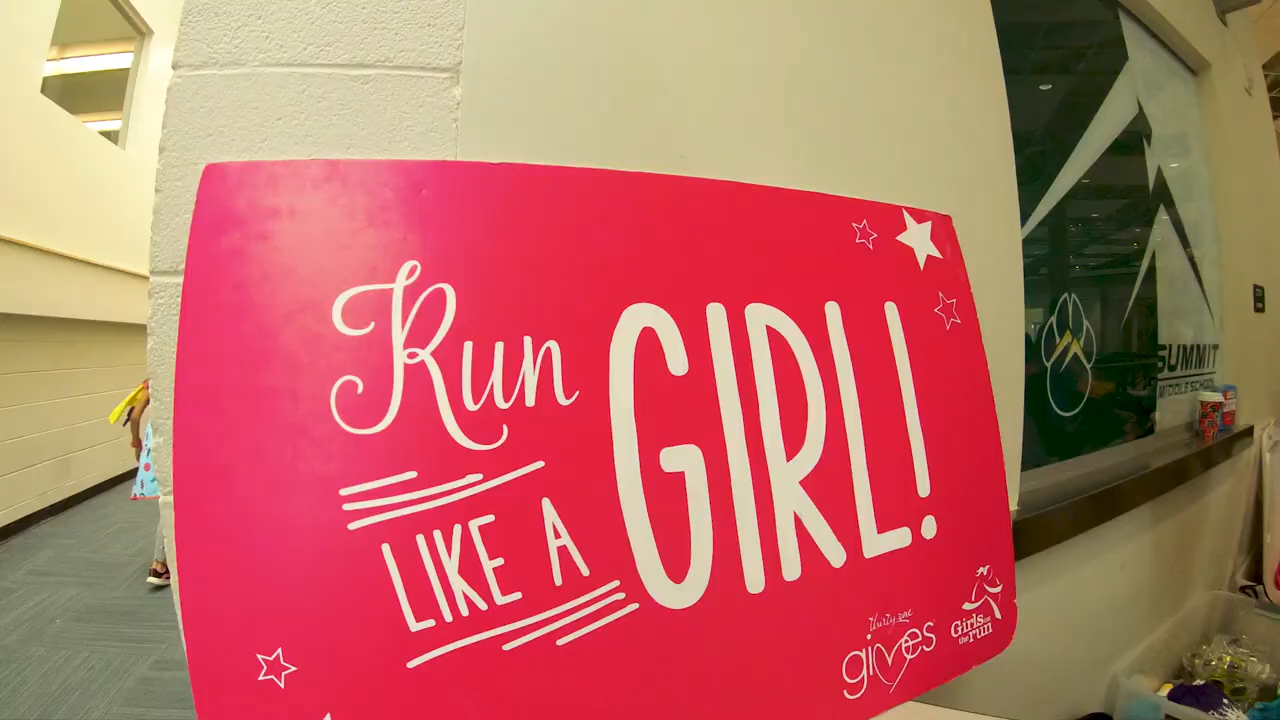 Run
LIKE A
GIRL!
thirty-one
gives
Girls on
the run
SUMMIT
MIDDLE SCHOOL